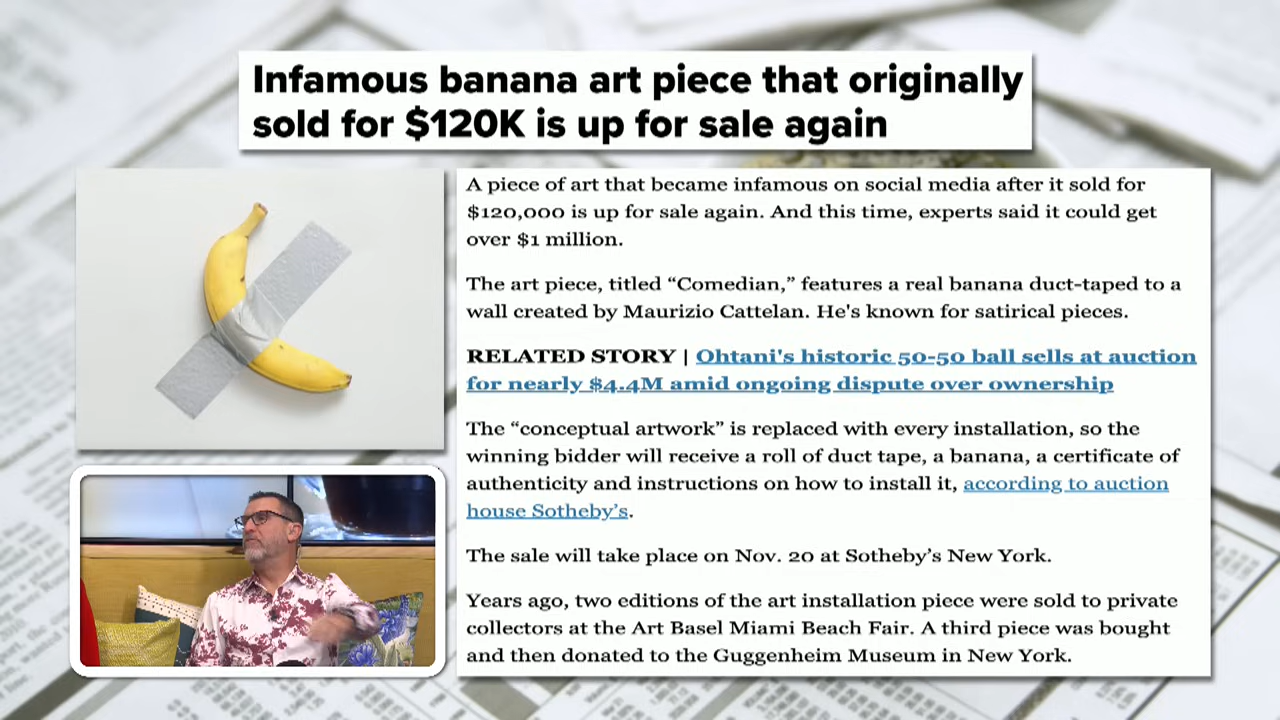 Infamous banana art piece that originally
sold for $120K is up for sale again
A piece of art that became infamous on social media after it sold for
$120,000 is up for sale again. And this time, experts said it could get
over $1 million.
The art piece, titled “Comedian,” features a real banana duct-taped to a
wall created by Maurizio Cattelan. He's known for satirical pieces.
RELATED STORY | Ohtani's historic 50-50 ball sells at auction
for nearly $4.4M amid ongoing dispute over ownership
The “conceptual artwork” is replaced with every installation, so the
winning bidder will receive a roll of duct tape, a banana, a certificate of
authenticity and instructions on how to install it, according to auction
house Sotheby’s.
The sale will take place on Nov. 20 at Sotheby’s New York.
Years ago, two editions of the art installation piece were sold to private
collectors at the Art Basel Miami Beach Fair. A third piece was bought
and then donated to the Guggenheim Museum in New York.